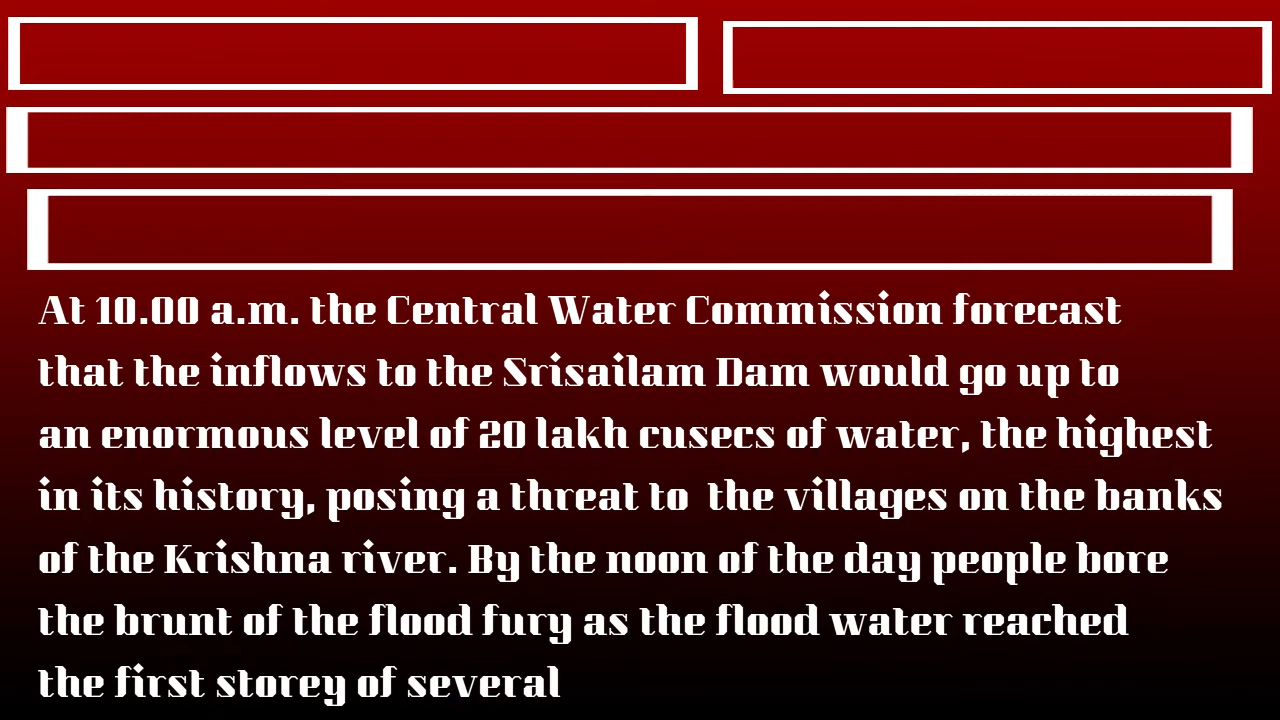 At 10.00 a.m. the Central Water Commission forecast
that the inflows to the Srisailam Dam would go up to
an enormous level of 20 lakh cusecs of water, the highest
in its history, posing a threat to  the villages on the banks
of the Krishna river. By the noon of the day people bore
the brunt of the flood fury as the flood water reached
the first storey of several